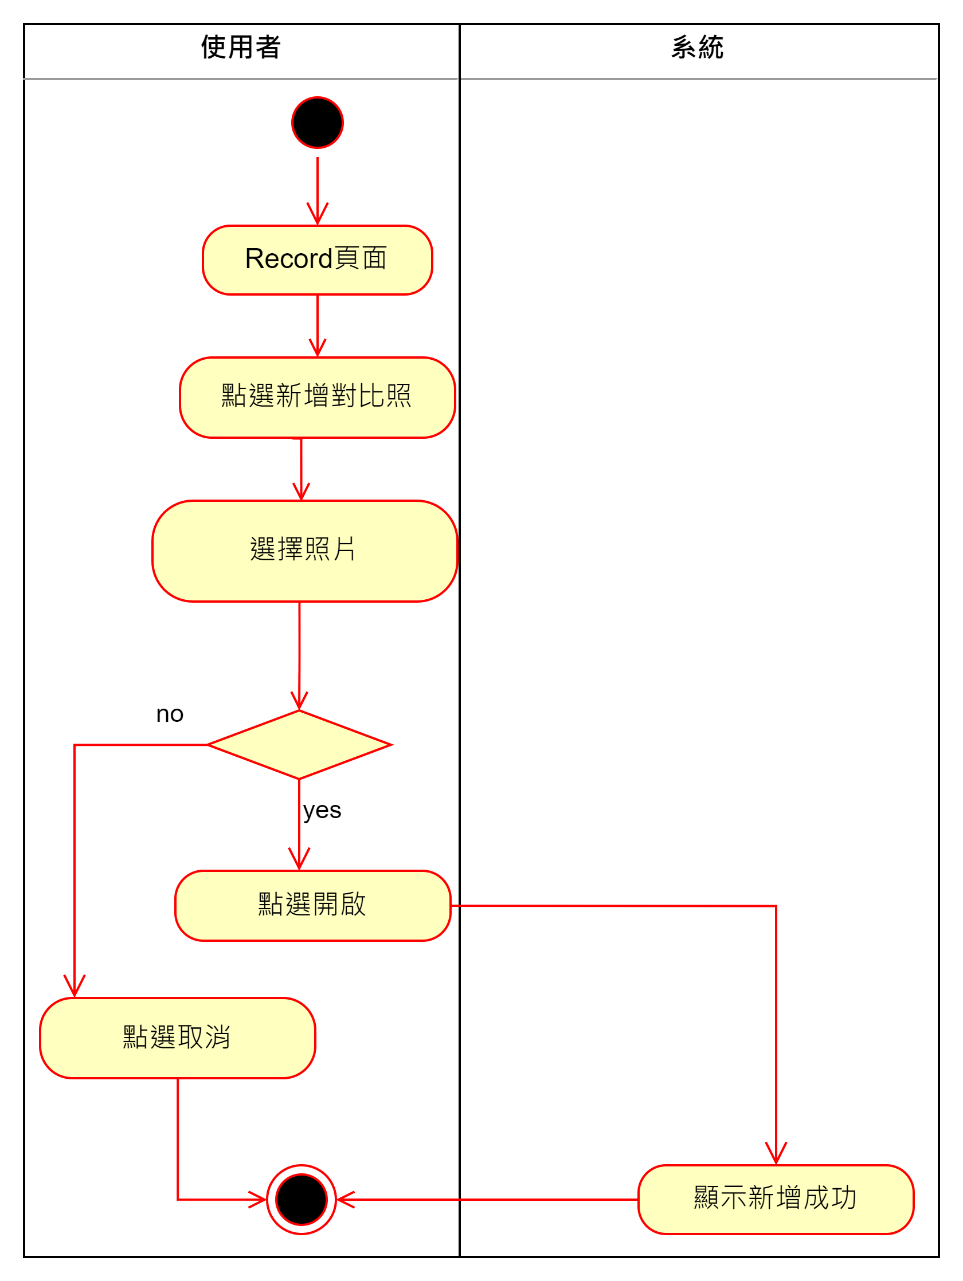 使用者
系統
Record頁面
點選新增對比照
選擇照片
no
yes
點選開啟
點選取消
顯示新增成功